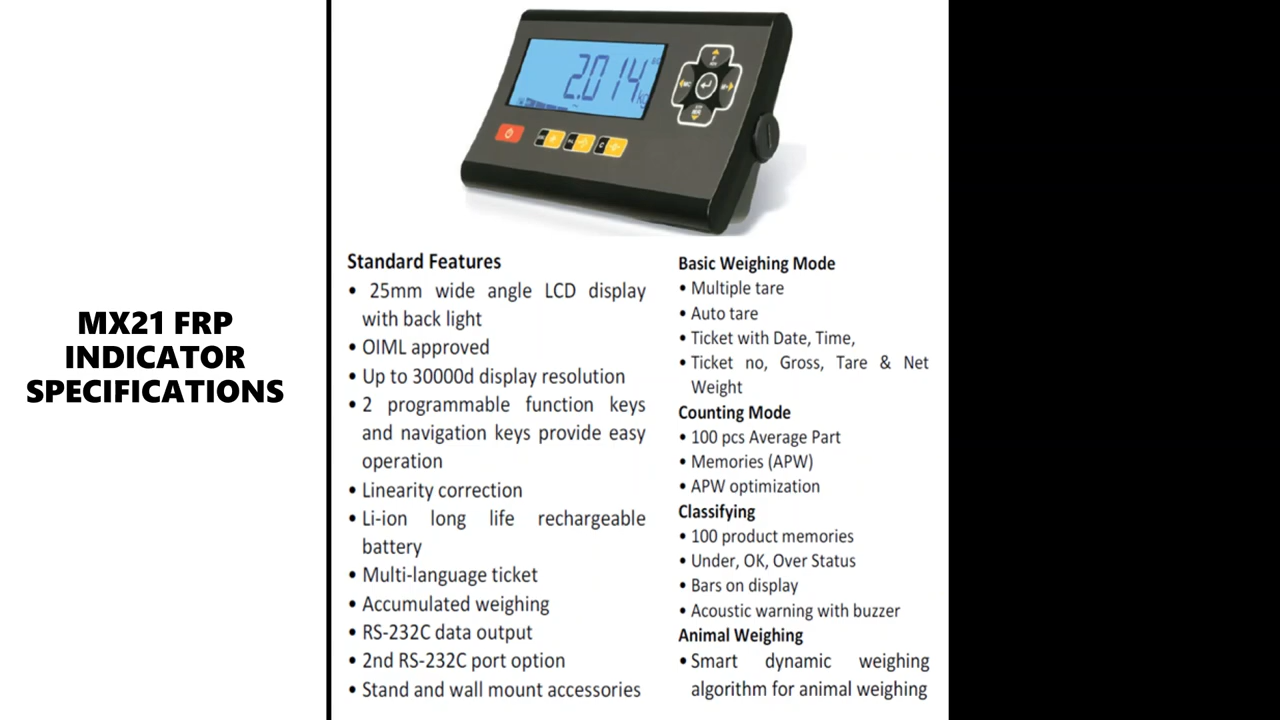 MX21 FRP
INDICATOR
SPECIFICATIONS
2.014
kg
Standard Features
• 25mm wide angle LCD display
with back light
• OIML approved
• Up to 30000d display resolution
• 2 programmable function keys
and navigation keys provide easy
operation
• Linearity correction
• Li-ion long life rechargeable
battery
• Multi-language ticket
• Accumulated weighing
• RS-232C data output
• 2nd RS-232C port option
• Stand and wall mount accessories
Basic Weighing Mode
• Multiple tare
• Auto tare
• Ticket with Date, Time,
• Ticket no, Gross, Tare & Net
Weight
Counting Mode
• 100 pcs Average Part
• Memories (APW)
• APW optimization
Classifying
• 100 product memories
• Under, OK, Over Status
• Bars on display
• Acoustic warning with buzzer
Animal Weighing
• Smart dynamic weighing
algorithm for animal weighing